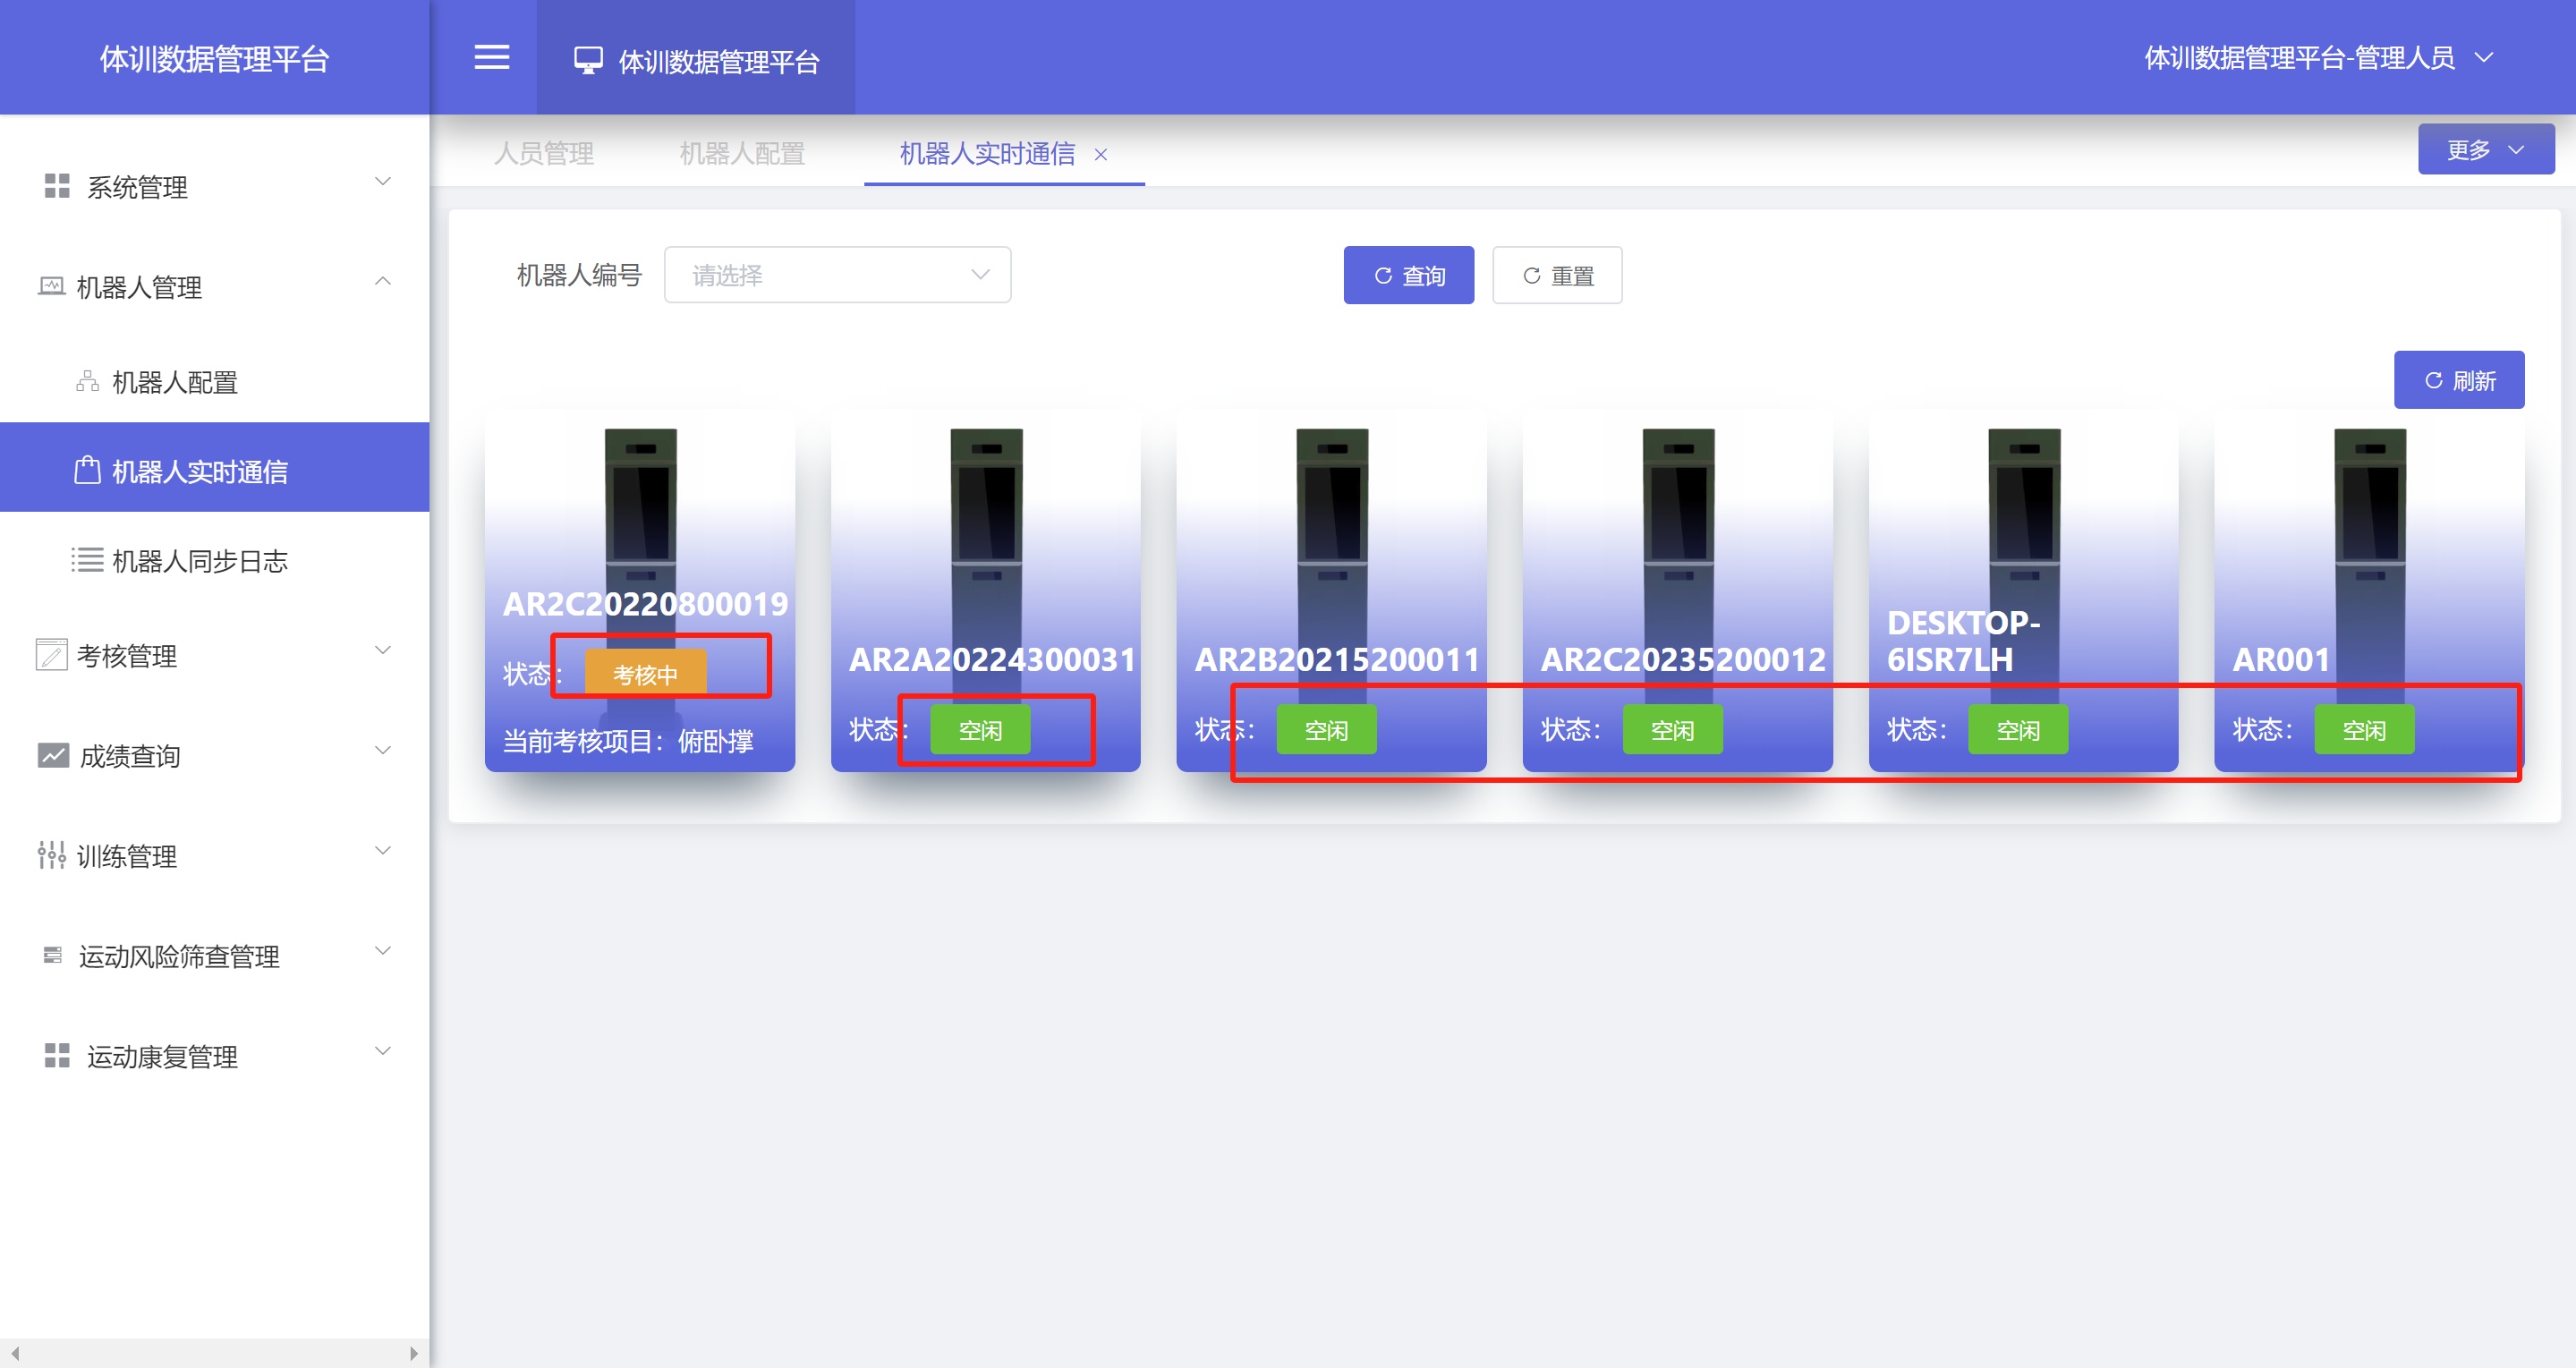 体训数据管理平台
体训数据管理平台
体训数据管理平台-管理人员
人员管理
机器人配置
机器人实时通信
更多
系统管理
机器人管理
机器人配置
机器人实时通信
机器人同步日志
考核管理
成绩查询
训练管理
运动风险筛查管理
运动康复管理
机器人编号
请选择
查询
重置
刷新
AR2C20220800019
状态：
考核中
当前考核项目：俯卧撑
AR2A20224300031
状态：
空闲
AR2B20215200011
状态：
空闲
AR2C20235200012
状态：
空闲
DESKTOP-
6ISR7LH
状态：
空闲
AR001
状态：
空闲